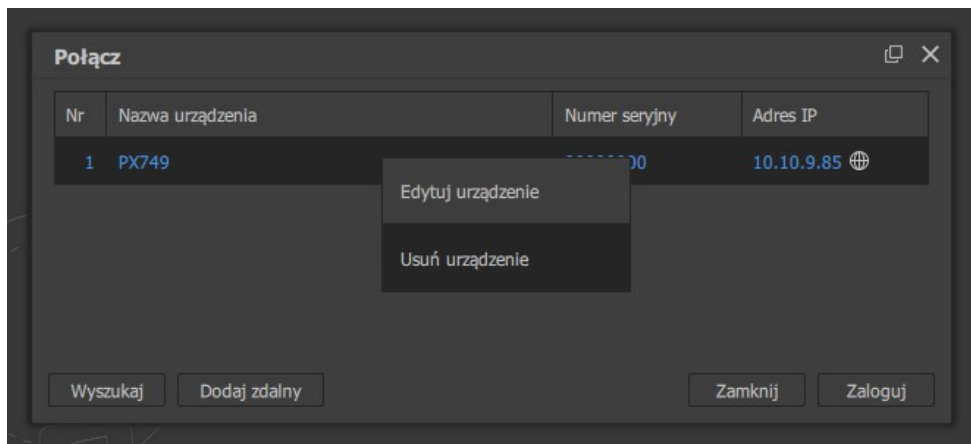 Połącz
Nr Nazwa urządzenia Numer seryjny Adres IP
1 PX749 10.10.9.85
Edytuj urządzenie
Usuń urządzenie
Wyszukaj Dodaj zdalny Zamknij Zaloguj